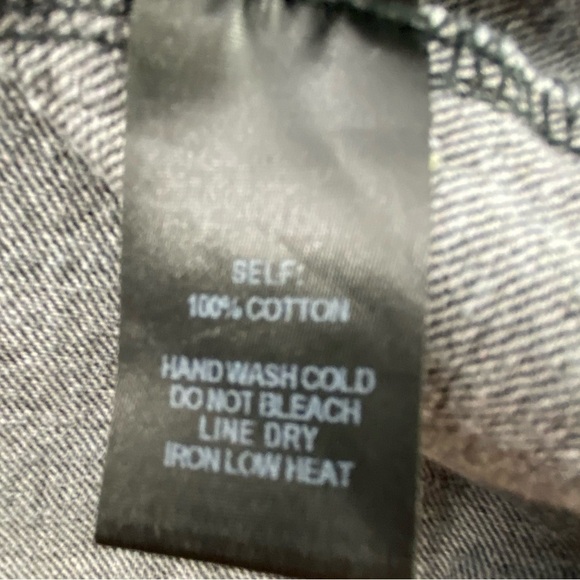 SELF:
100% COTTON
HAND WASH COLD
DO NOT BLEACH
LINE DRY
IRON LOW HEAT